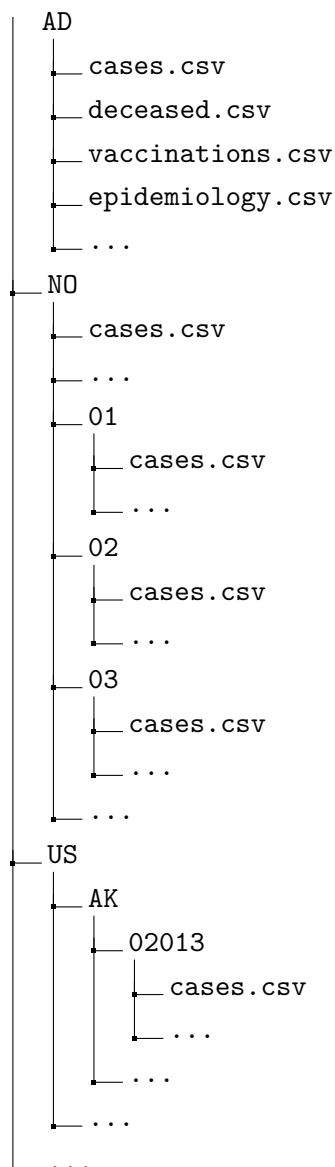 AD
cases.csv
deceased.csv
vaccinations.csv
epidemiology.csv
...
NO
cases.csv
...
01
cases.csv
...
02
cases.csv
...
03
cases.csv
...
...
US
AK
02013
cases.csv
...
...
...
...